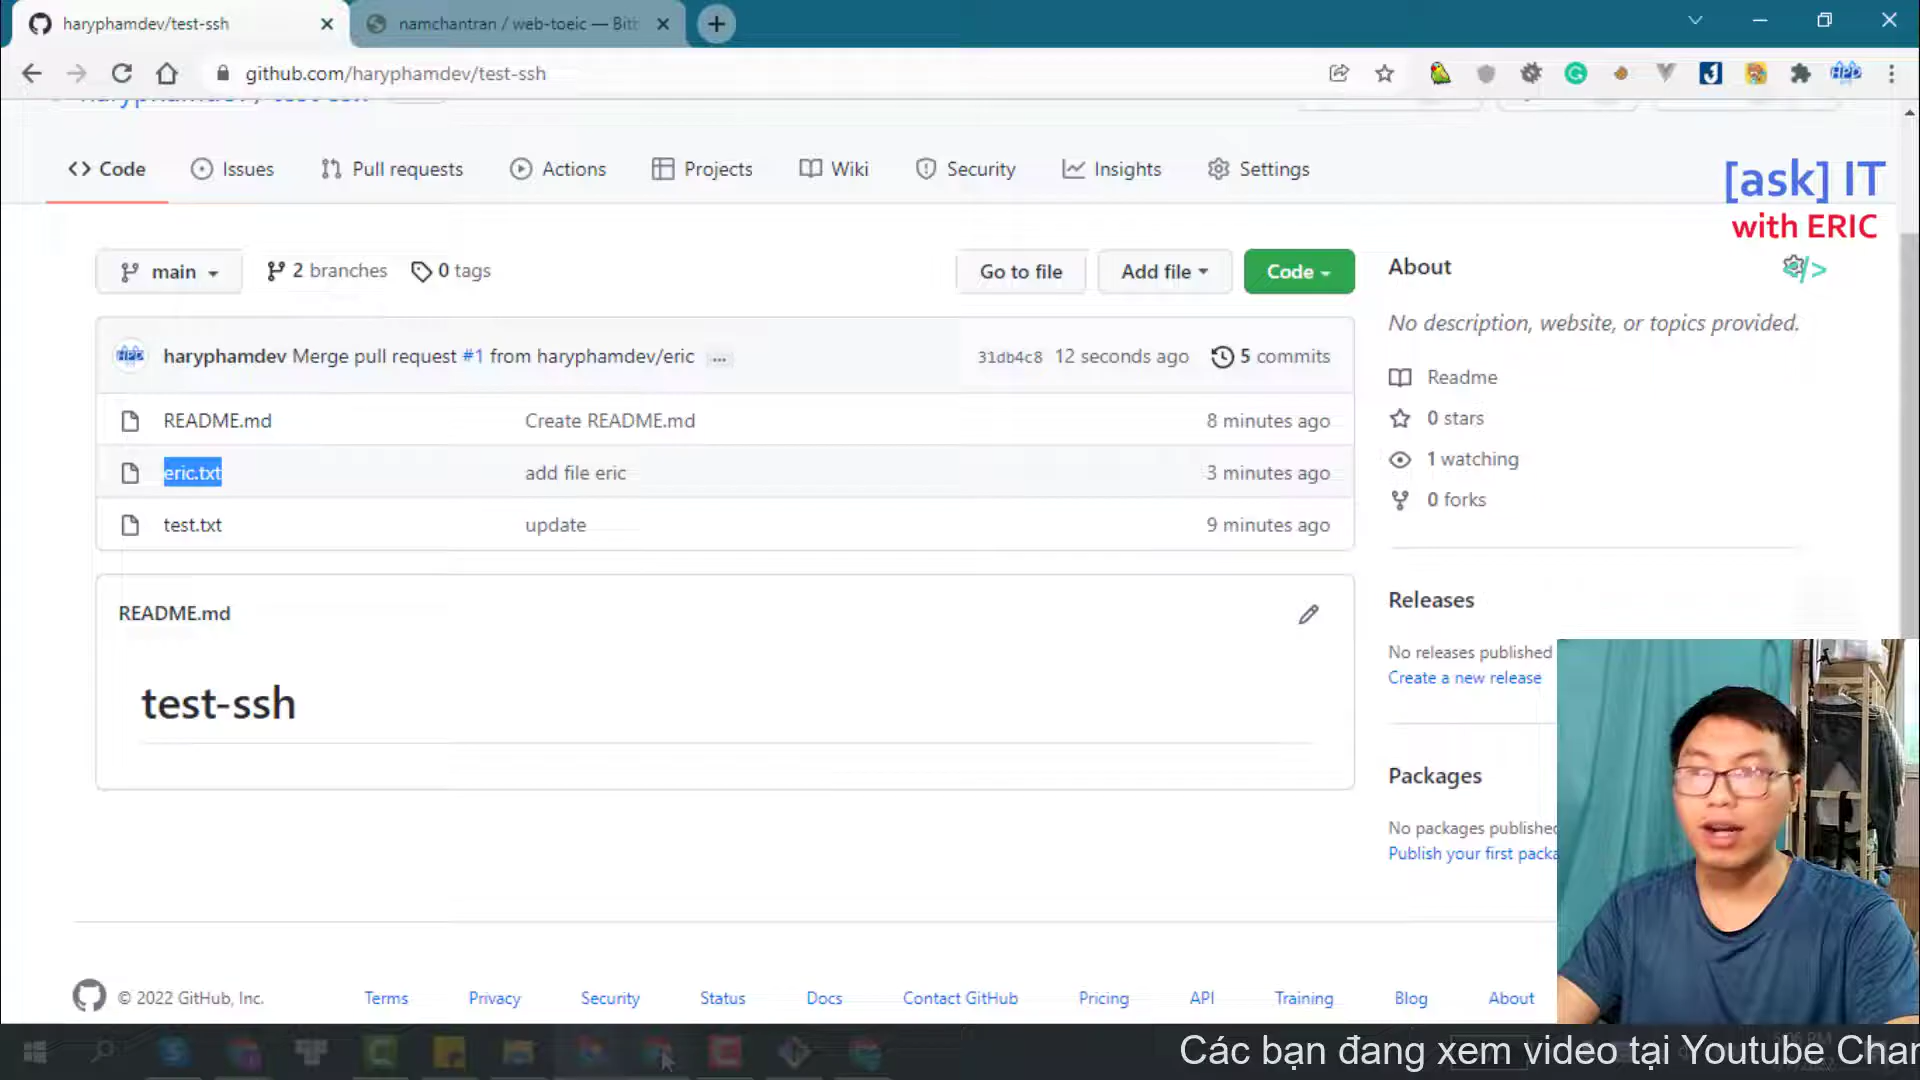 haryphamdev/test-ssh
namchantran / web-toeic — Bitb
github.com/haryphamdev/test-ssh
haryphamdev / test-ssh
Code
Issues
Pull requests
Actions
Projects
Wiki
Security
Insights
Settings
[ask] IT
with ERIC
main
2 branches
0 tags
Go to file
Add file
Code
About
No description, website, or topics provided.
haryphamdev Merge pull request #1 from haryphamdev/eric ...
31db4c8 12 seconds ago
5 commits
README.md
Create README.md
8 minutes ago
eric.txt
add file eric
3 minutes ago
test.txt
update
9 minutes ago
Readme
0 stars
1 watching
0 forks
README.md
test-ssh
Releases
No releases published
Create a new release
Packages
No packages published
Publish your first packa
© 2022 GitHub, Inc.
Terms
Privacy
Security
Status
Docs
Contact GitHub
Pricing
API
Training
Blog
About
Các bạn đang xem video tại Youtube Chan